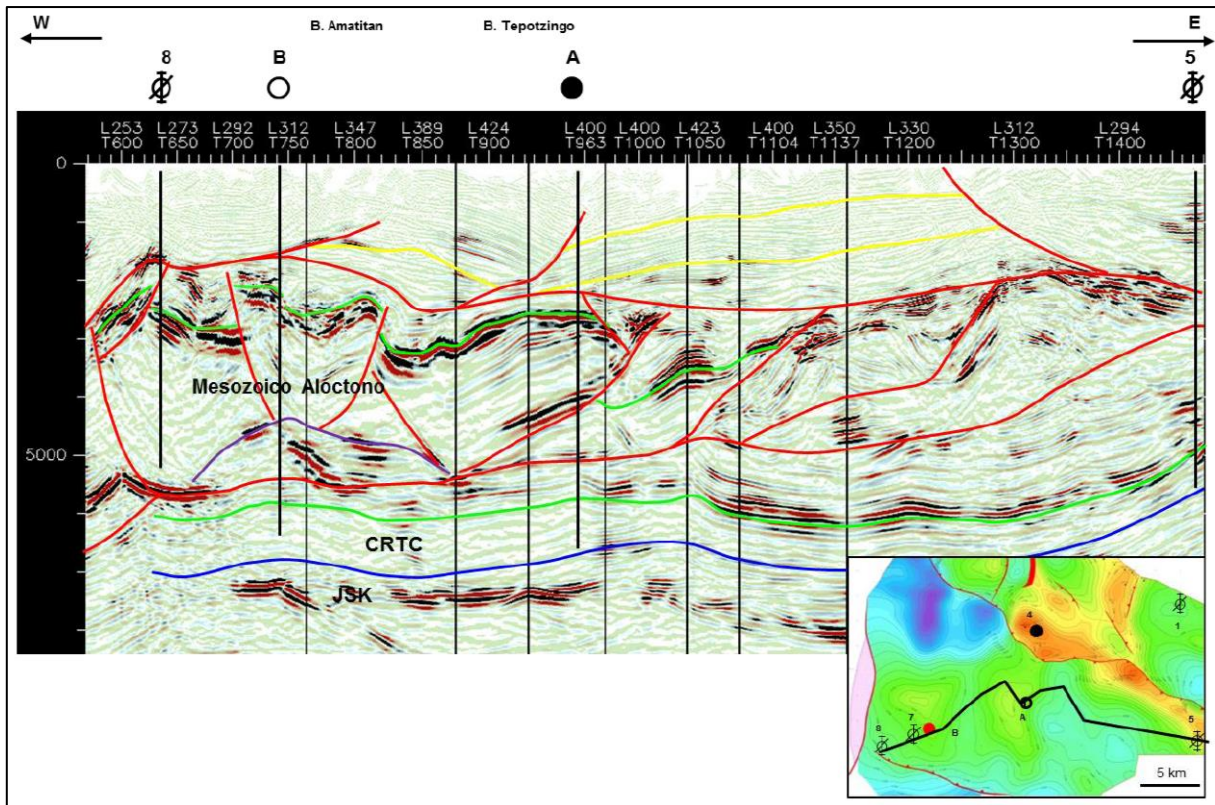 W B. Amatitan B. Tepotzingo E
8 B A 5
L253 L273 L292 L312 L347 L389 L424 L400 L400 L423 L400 L350 L330 L312 L294
T600 T650 T700 T750 T800 T850 T900 T963 T1000 T1050 T1104 T1137 T1200 T1300 T1400
0
Mesozoico Alóctono
5000
CRTC
JSK
4
1
A
7
8 B 5
5 km